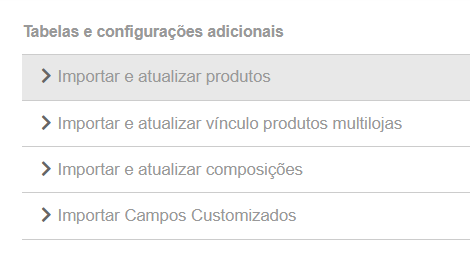 Tabelas e configurações adicionais
Importar e atualizar produtos
Importar e atualizar vínculo produtos multilojas
Importar e atualizar composições
Importar Campos Customizados